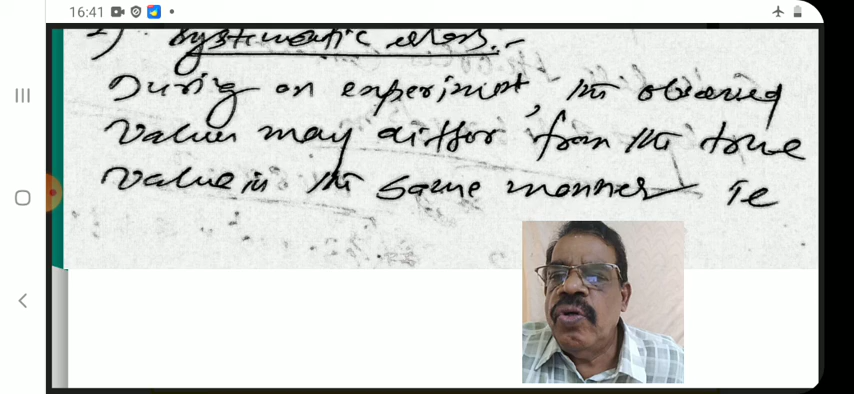 16:41
2) Systematic errors.-
During an experiment, the observed
values may differ from the true
value in the same manner ie